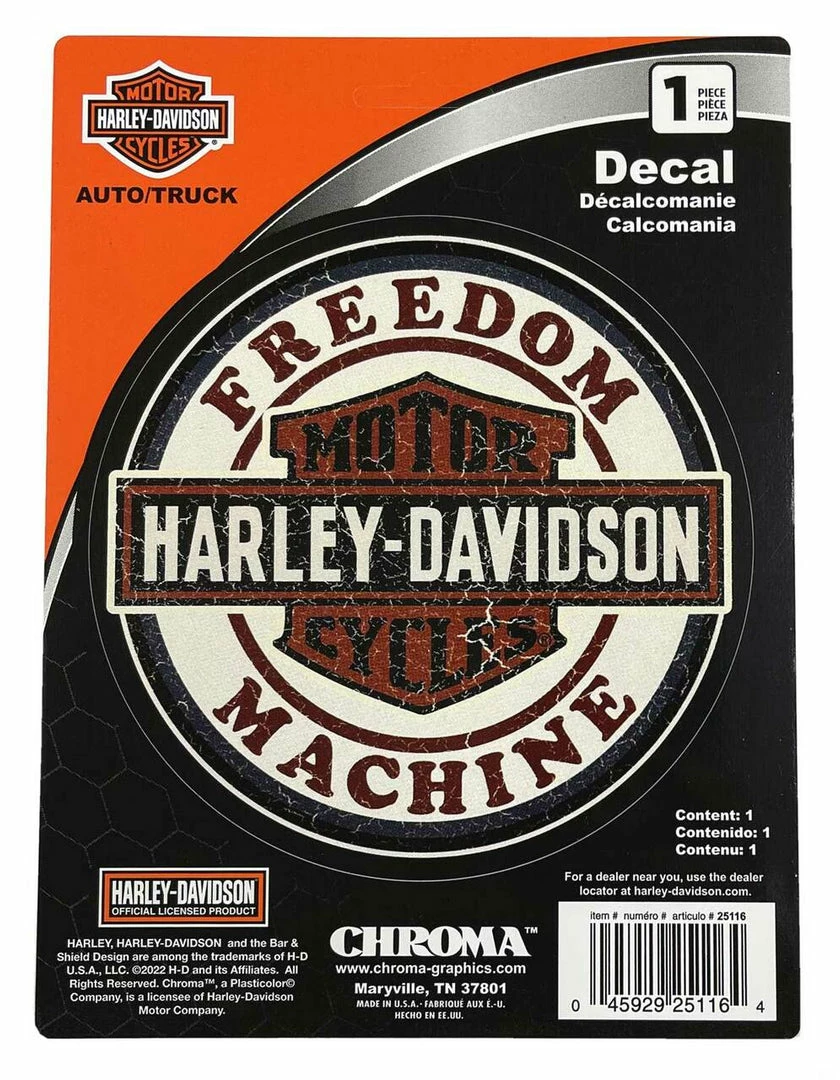 MOTOR
HARLEY-DAVIDSON
CYCLES®
AUTO/TRUCK
1 PIECE
PIÈCE
PIEZA
Decal
Décalcomanie
Calcomania
FREEDOM
MOTOR
HARLEY-DAVIDSON
CYCLES®
MACHINE
Content: 1
Contenido: 1
Contenu: 1
For a dealer near you, use the dealer
locator at harley-davidson.com.
HARLEY-DAVIDSON
OFFICIAL LICENSED PRODUCT
HARLEY, HARLEY-DAVIDSON and the Bar &
Shield Design are among the trademarks of H-D
U.S.A., LLC. ©2022 H-D and its Affiliates. All
Rights Reserved. Chroma™, a Plasticolor©
Company, is a licensee of Harley-Davidson
Motor Company.
CHROMA™
www.chroma-graphics.com
Maryville, TN 37801
MADE IN U.S.A. · FABRIQUÉ AUX É.-U.
HECHO EN EE.UU.
item # numéro # articulo # 25116
0 45929 25116 4